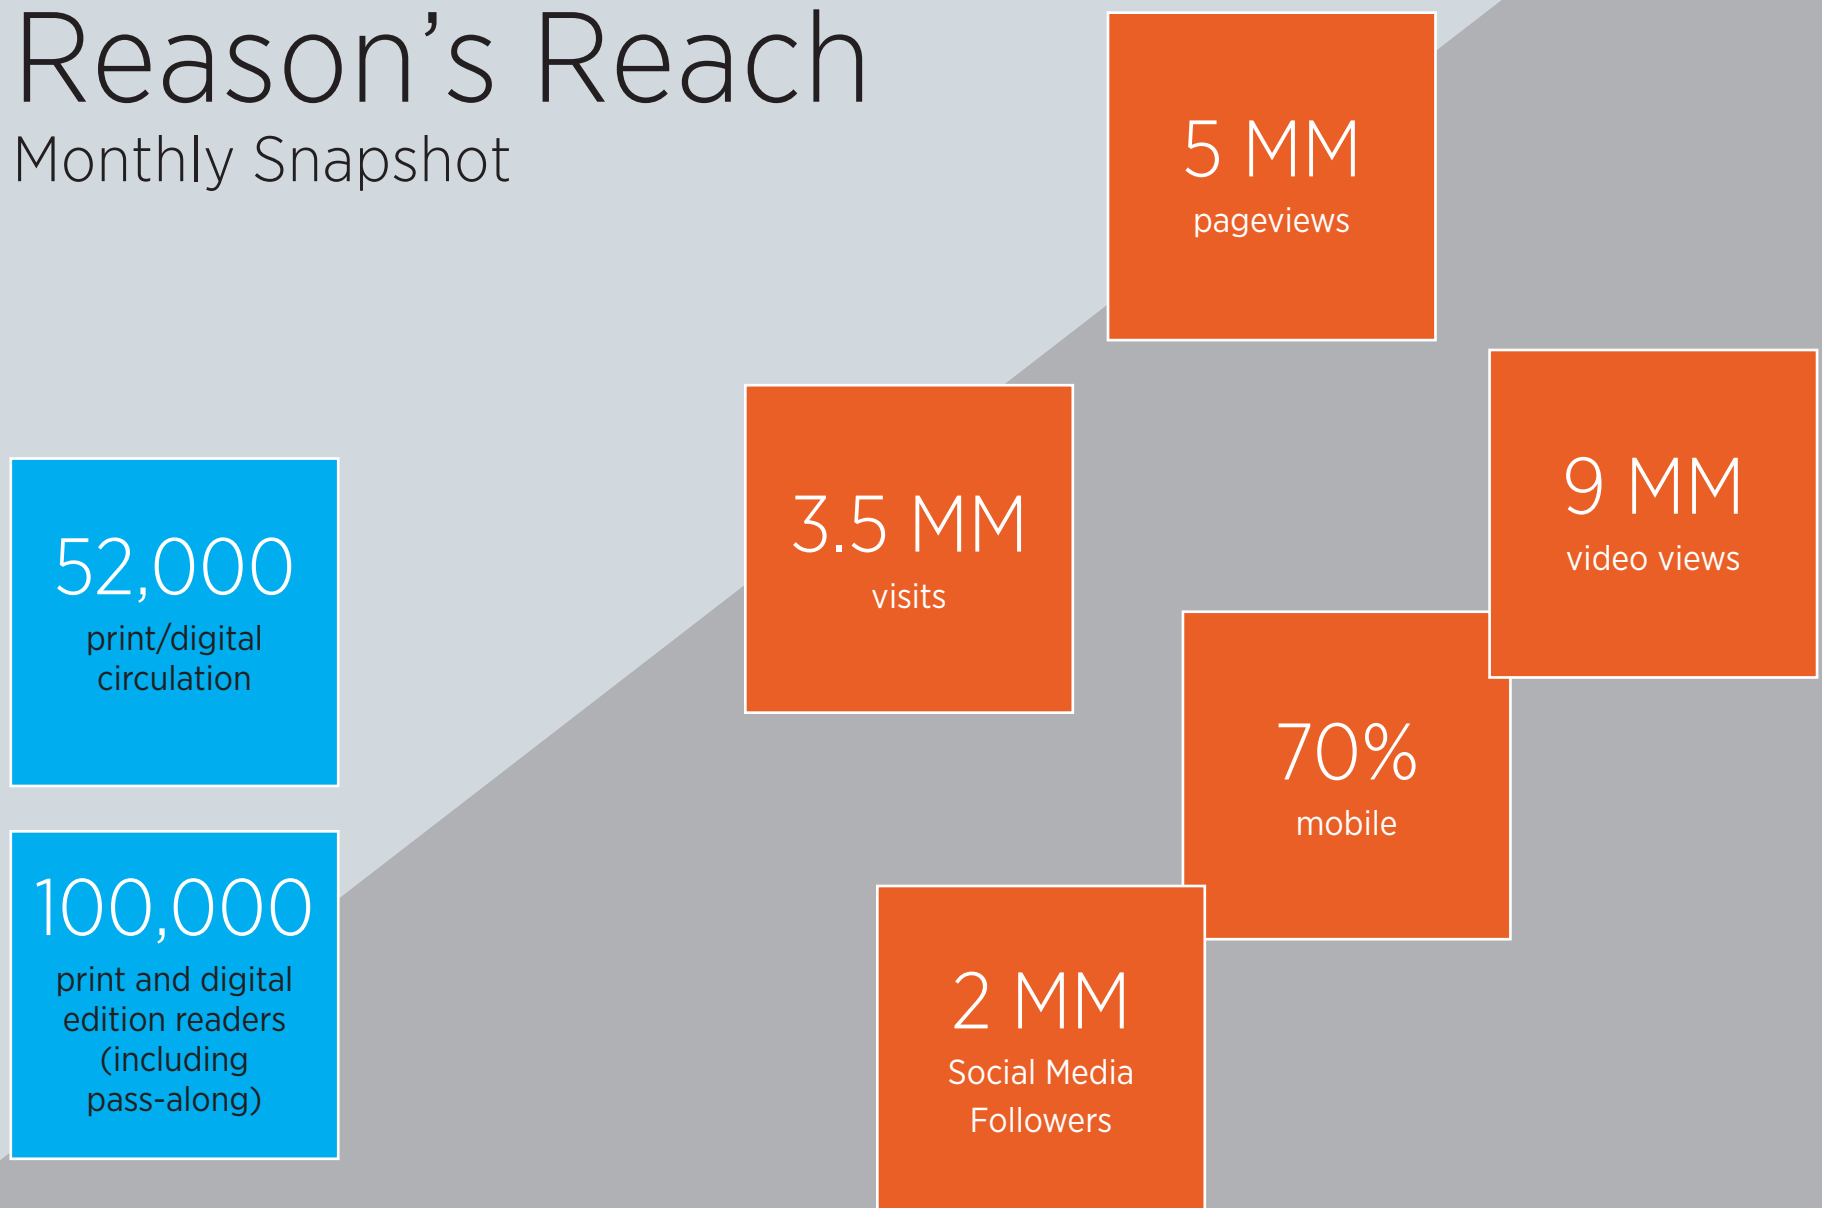 Reason’s Reach
Monthly Snapshot
5 MM
pageviews
9 MM
video views
3.5 MM
visits
52,000
print/digital
circulation
70%
mobile
100,000
print and digital
edition readers
(including
pass-along)
2 MM
Social Media
Followers